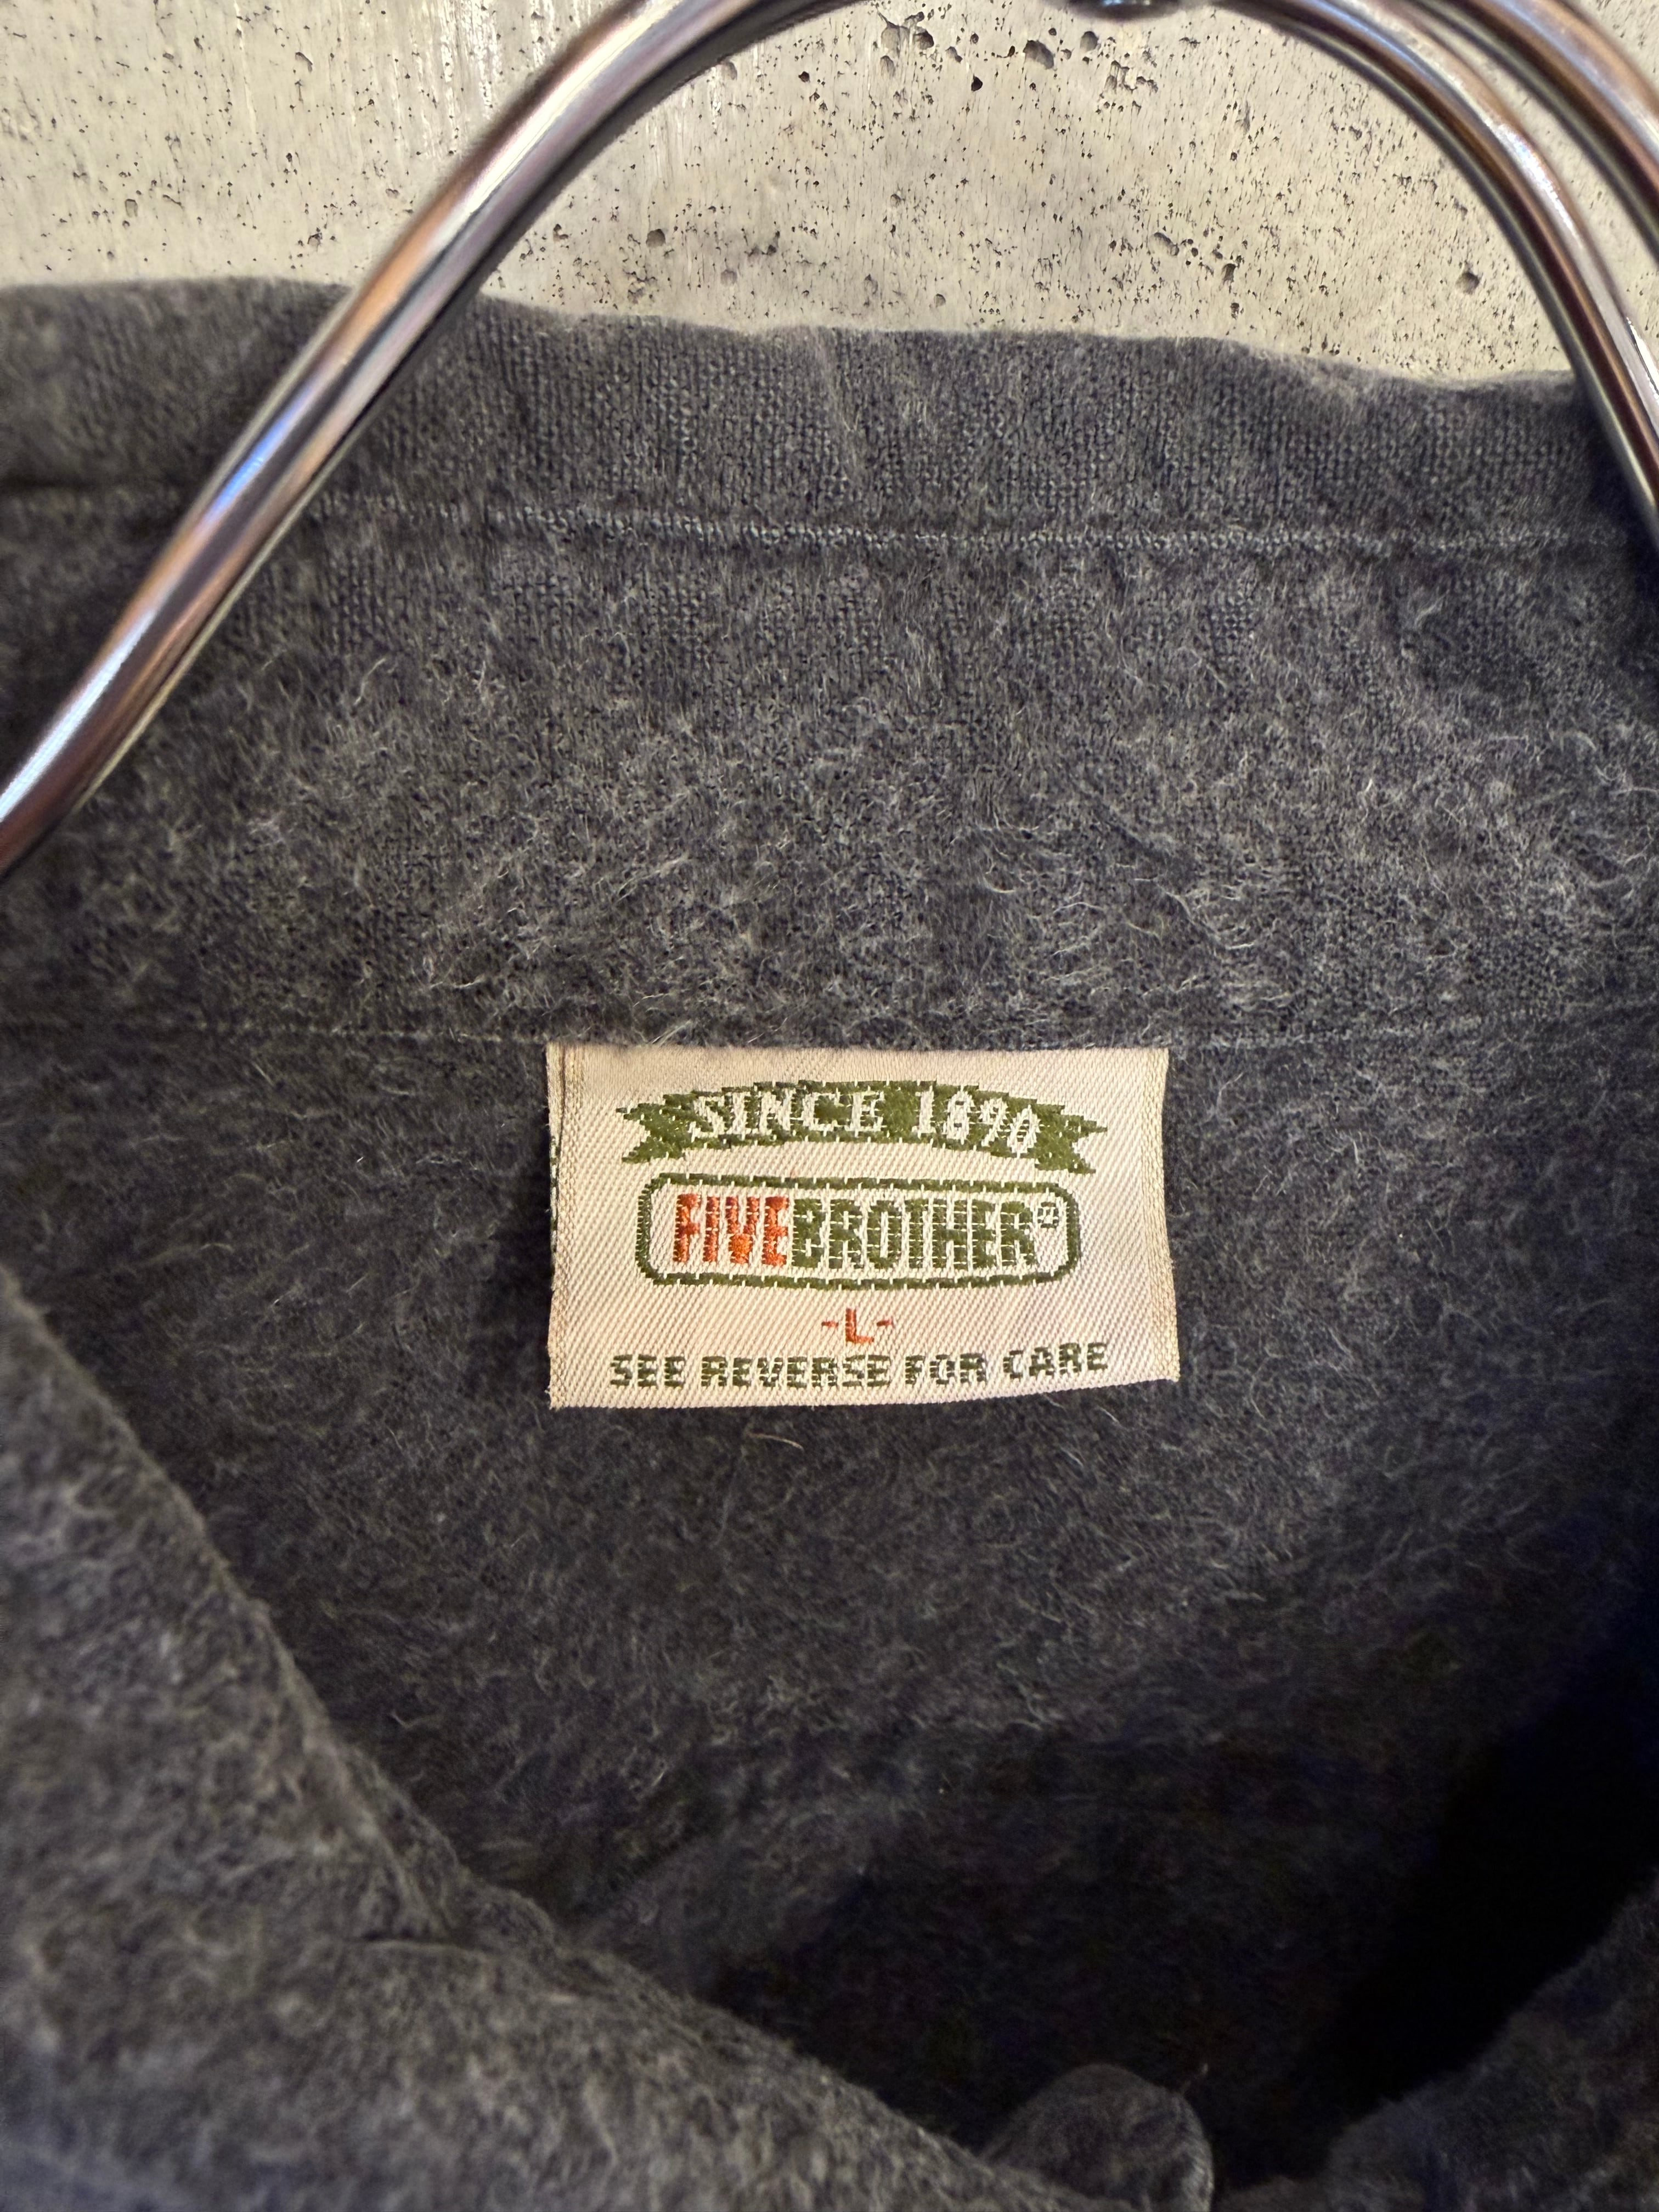 SINCE 1890
FIVEBROTHER®
-L-
SEE REVERSE FOR CARE